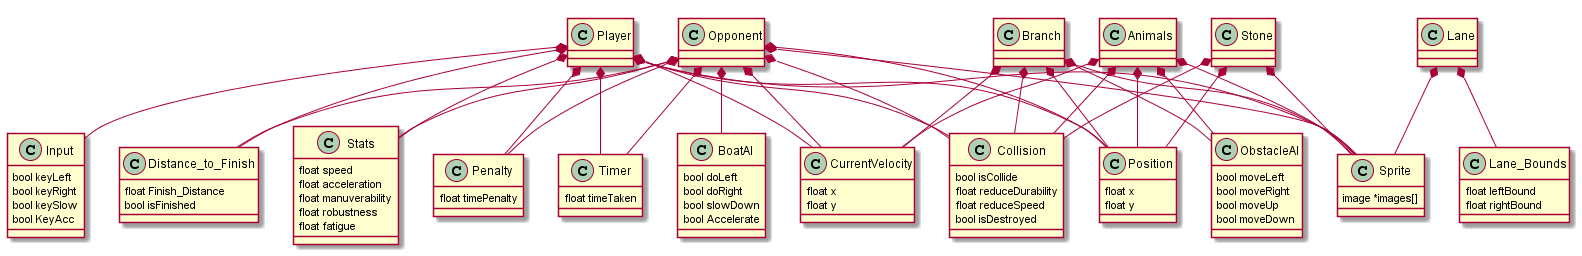 C Player
C Opponent
C Branch
C Animals
C Stone
C Lane
C Input
bool keyLeft
bool keyRight
bool keySlow
bool KeyAcc
C Distance_to_Finish
float Finish_Distance
bool isFinished
C Stats
float speed
float acceleration
float manuverability
float robustness
float fatigue
C Penalty
float timePenalty
C Timer
float timeTaken
C BoatAI
bool doLeft
bool doRight
bool slowDown
bool Accelerate
C CurrentVelocity
float x
float y
C Collision
bool isCollide
float reduceDurability
float reduceSpeed
bool isDestroyed
C Position
float x
float y
C ObstacleAI
bool moveLeft
bool moveRight
bool moveUp
bool moveDown
C Sprite
image *images[]
C Lane_Bounds
float leftBound
float rightBound